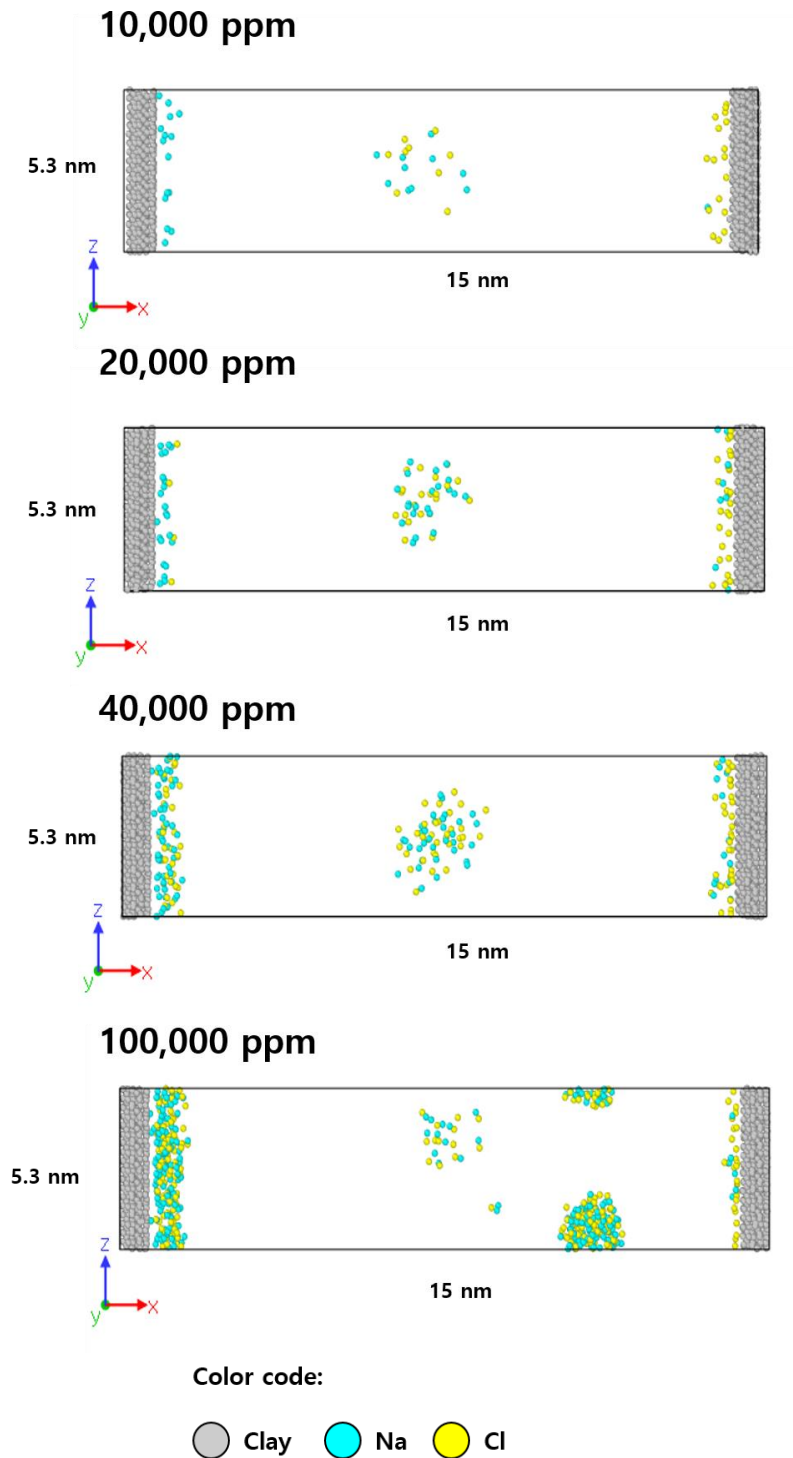 10,000 ppm
5.3 nm
z
y
x
15 nm
20,000 ppm
5.3 nm
z
y
x
15 nm
40,000 ppm
5.3 nm
z
y
x
15 nm
100,000 ppm
5.3 nm
z
y
x
15 nm
Color code:
Clay Na Cl